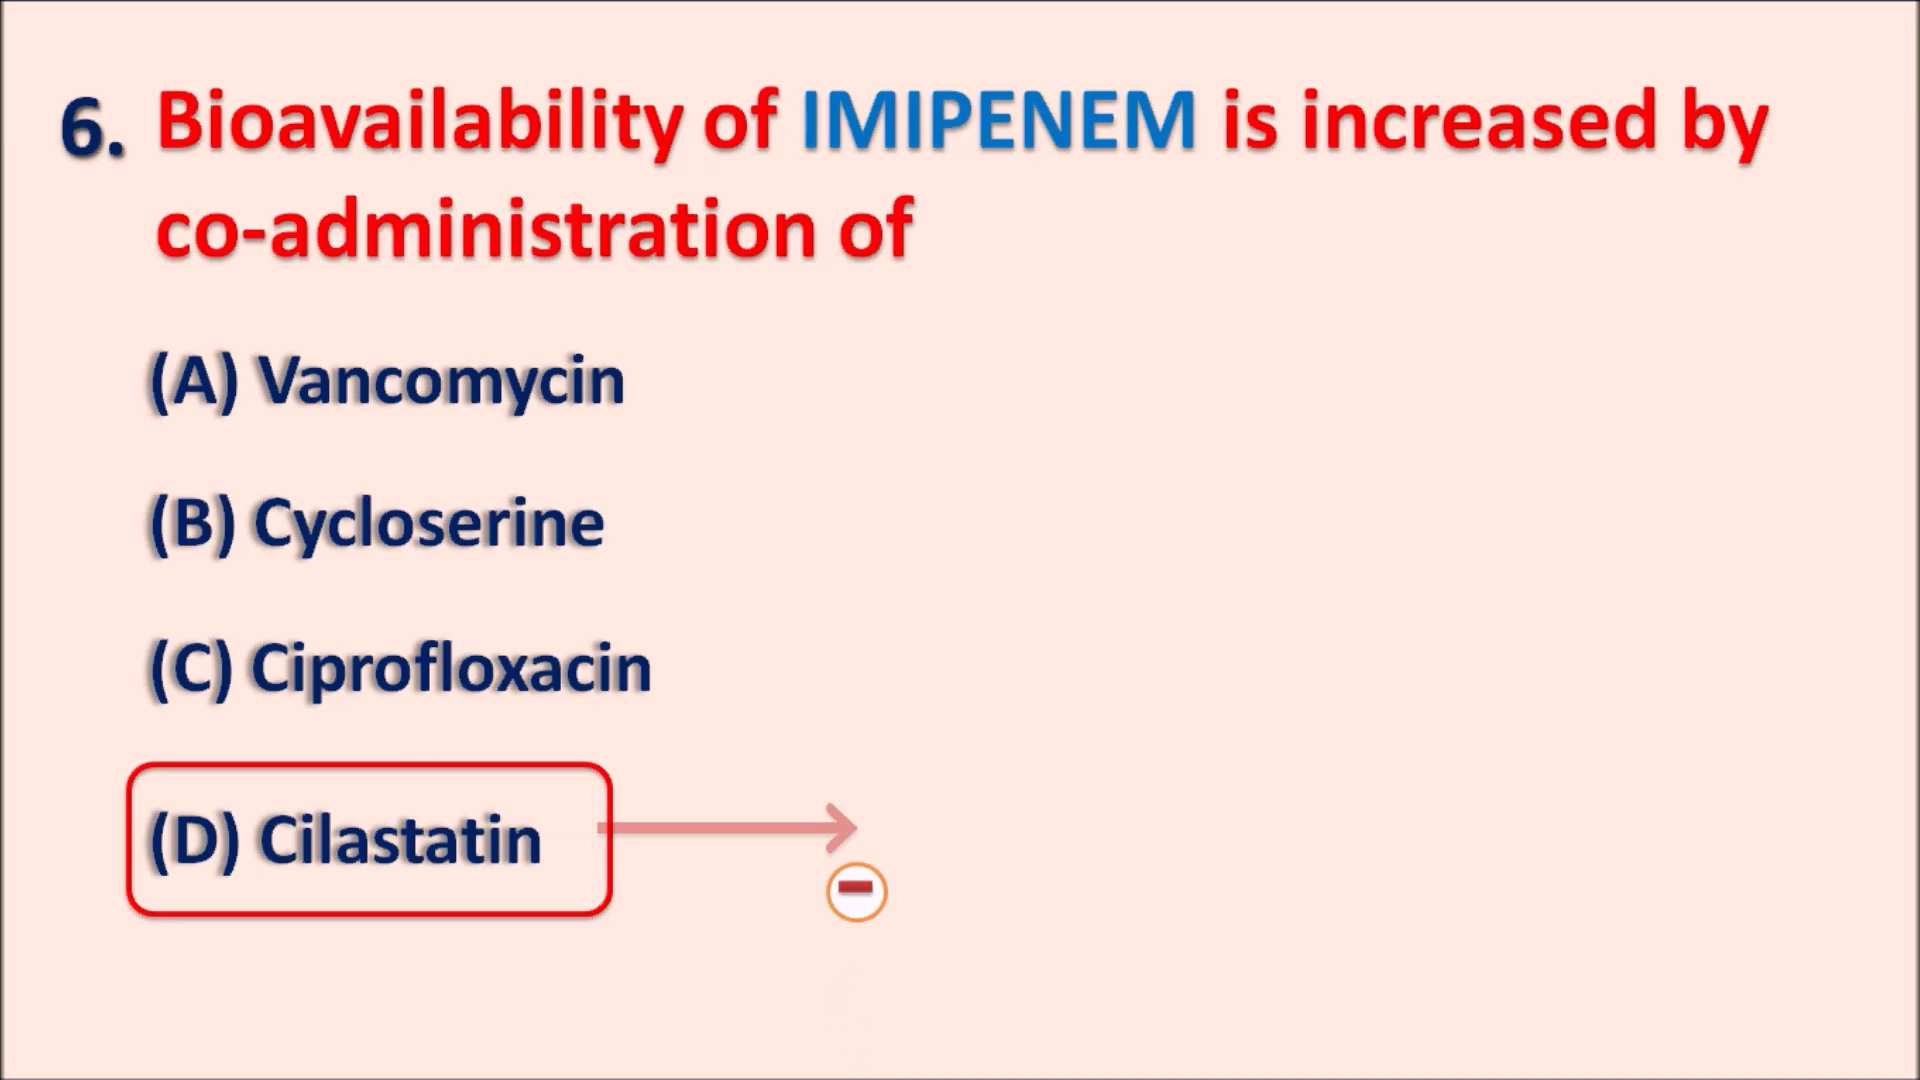 6. Bioavailability of IMIPENEM is increased by
co-administration of
(A) Vancomycin
(B) Cycloserine
(C) Ciprofloxacin
(D) Cilastatin